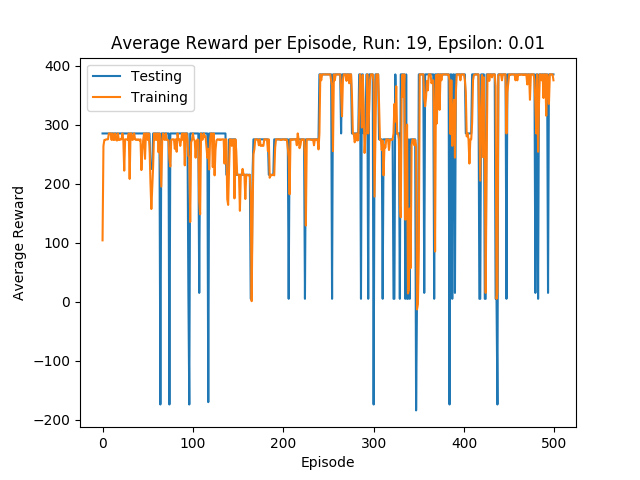 Average Reward per Episode, Run: 19, Epsilon: 0.01
Testing
Training
Average Reward
400
300
200
100
0
−100
−200
0 100 200 300 400 500
Episode